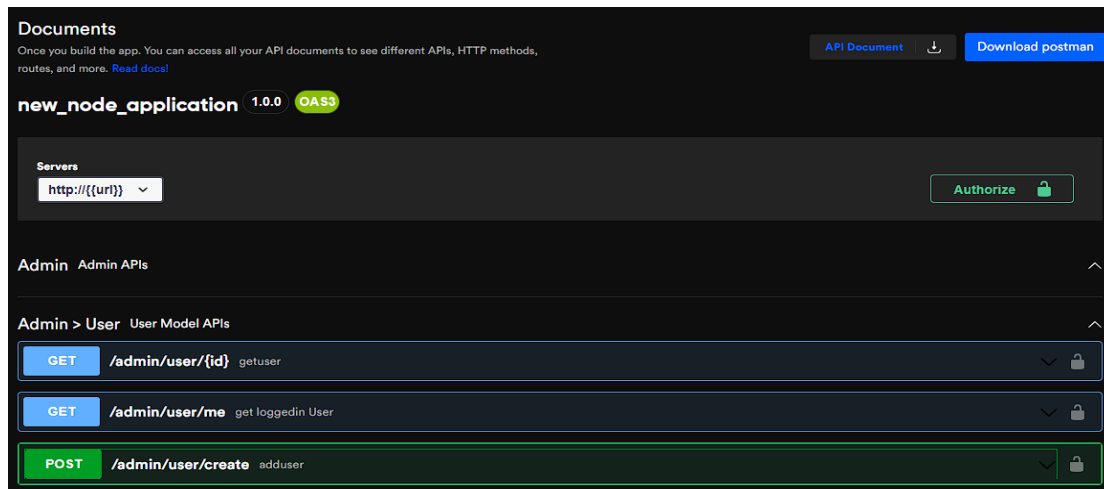 Documents
Once you build the app. You can access all your API documents to see different APIs, HTTP methods,
routes, and more. Read docs!
API Document
Download postman
new_node_application 1.0.0 OAS3
Servers
http://{{url}}
Authorize
Admin Admin APIs
Admin > User User Model APIs
GET /admin/user/{id} getuser
GET /admin/user/me get loggedin User
POST /admin/user/create adduser